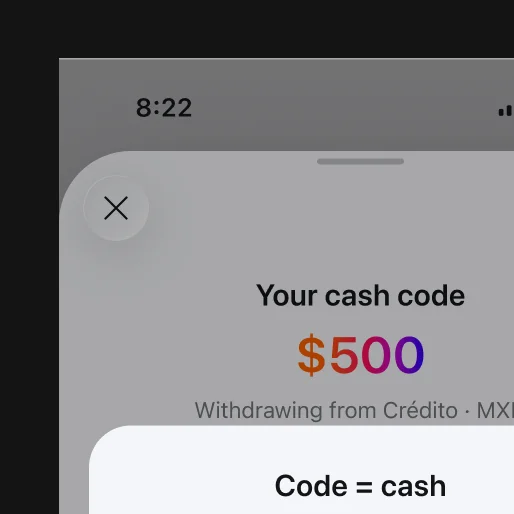 8:22
Your cash code
$500
Withdrawing from Crédito · MX
Code = cash